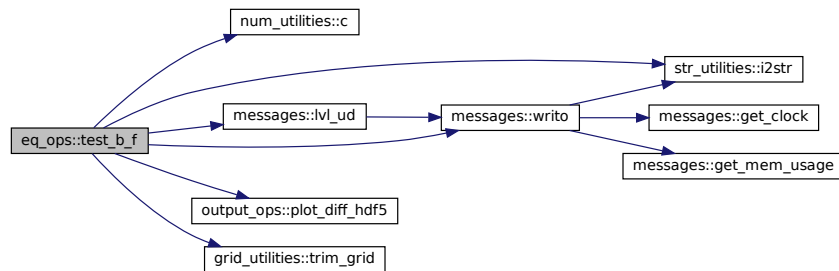 num_utilities::c
str_utilities::i2str
messages::lvl_ud
messages::writo
messages::get_clock
eq_ops::test_b_f
messages::get_mem_usage
output_ops::plot_diff_hdf5
grid_utilities::trim_grid